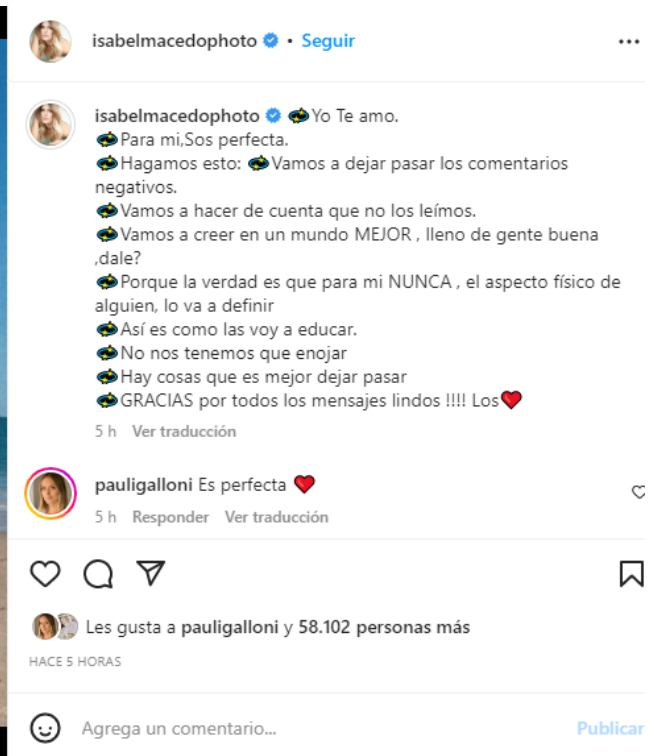 isabelmacedophoto • Seguir
isabelmacedophoto Yo Te amo.
Para mi,Sos perfecta.
Hagamos esto: Vamos a dejar pasar los comentarios
negativos.
Vamos a hacer de cuenta que no los leímos.
Vamos a creer en un mundo MEJOR , lleno de gente buena
,dale?
Porque la verdad es que para mi NUNCA , el aspecto físico de
alguien, lo va a definir
Así es como las voy a educar.
No nos tenemos que enojar
Hay cosas que es mejor dejar pasar
GRACIAS por todos los mensajes lindos !!!! Los❤️
5 h Ver traducción
pauligalloni Es perfecta ❤️
5 h Responder Ver traducción
Les gusta a pauligalloni y 58.102 personas más
HACE 5 HORAS
Agrega un comentario... Publicar